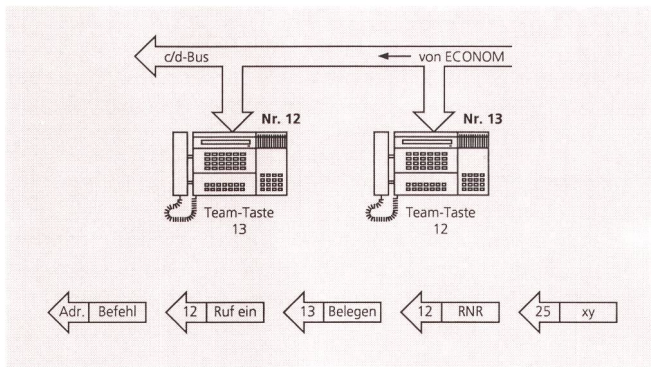 c/d-Bus
von ECONOM
Nr. 12
Nr. 13
Team-Taste
13
Team-Taste
12
Adr. Befehl
12 Ruf ein
13 Belegen
12 RNR
25 xy